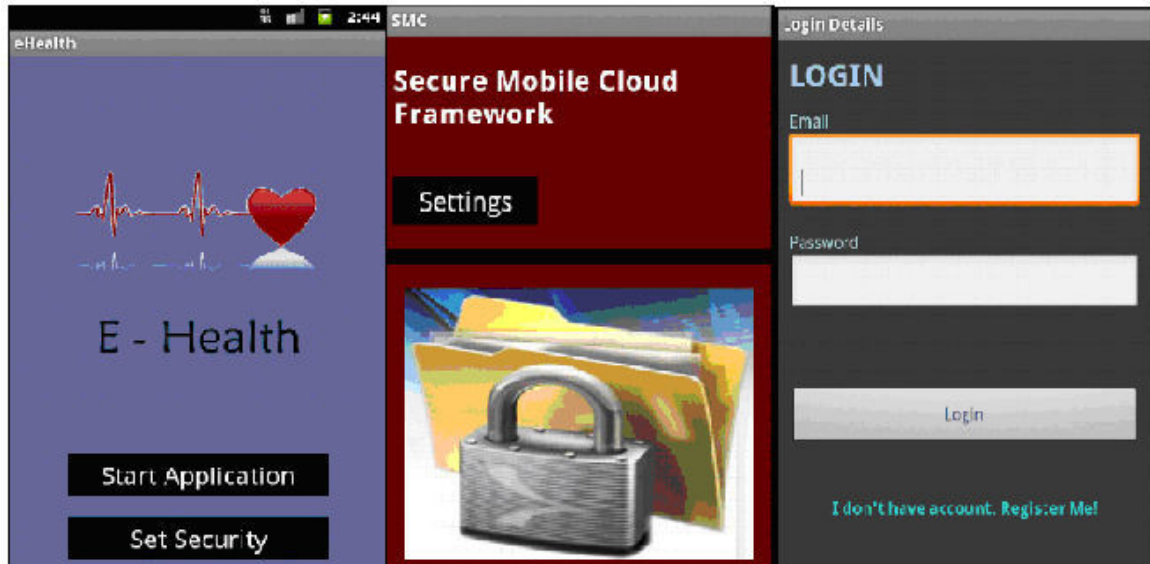 2:44
eHealth
E - Health
Start Application
Set Security
SMC
Secure Mobile Cloud
Framework
Settings
Login Details
LOGIN
Email
Password
Login
I don't have account. Register Me!